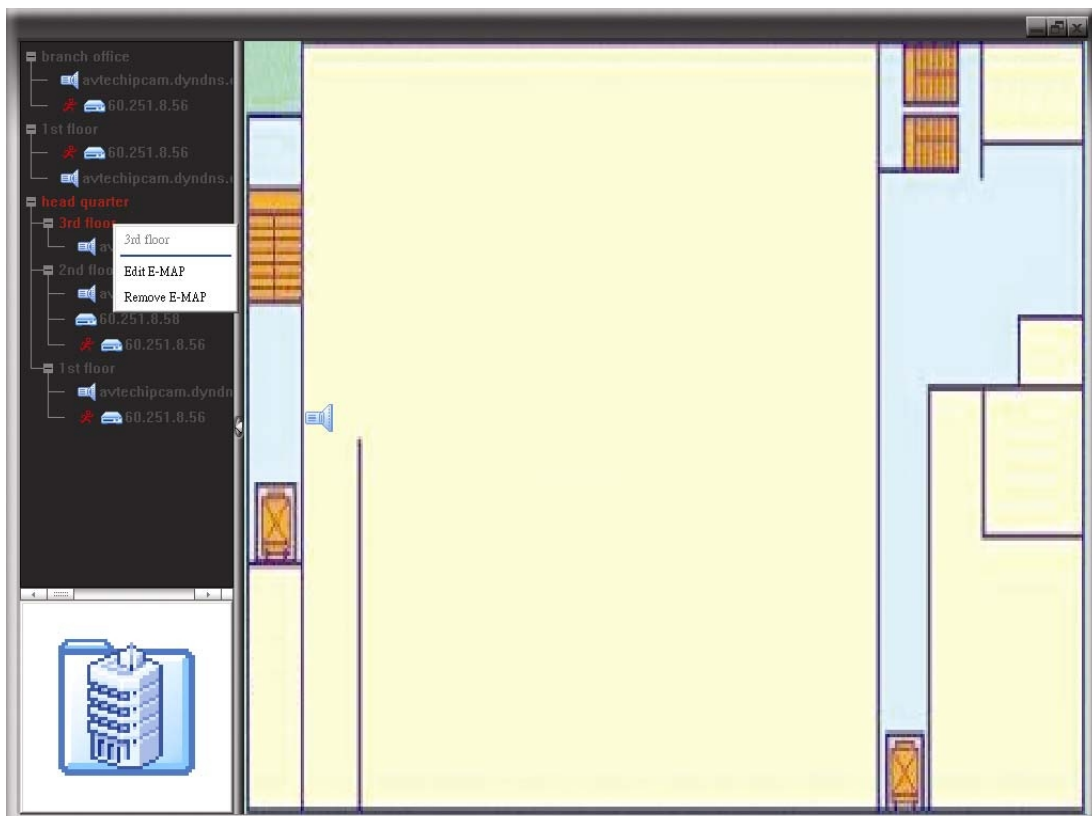 branch office
avtechipcam.dyndns.
60.251.8.56
1st floor
60.251.8.56
avtechipcam.dyndns.
head quarter
3rd floor
av
3rd floor
Edit E-MAP
Remove E-MAP
2nd floo
av
60.251.8.58
60.251.8.56
1st floor
avtechipcam.dyndn
60.251.8.56